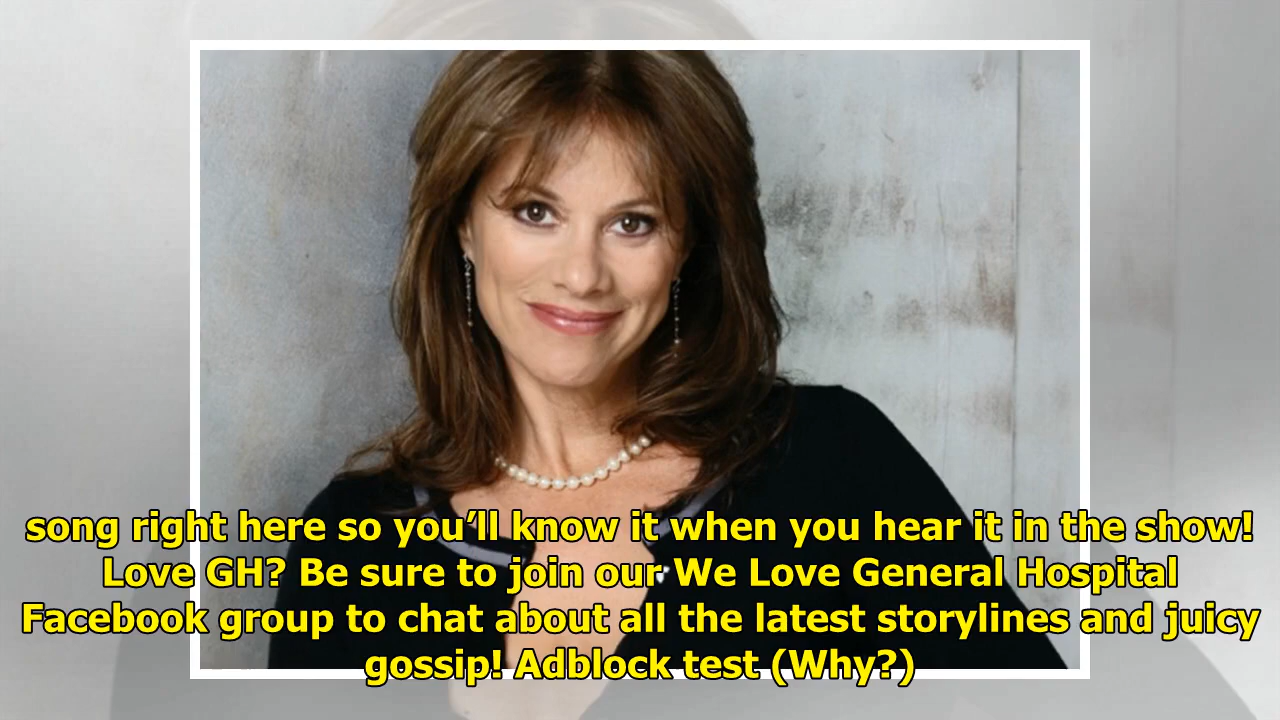 song right here so you’ll know it when you hear it in the show!
Love GH? Be sure to join our We Love General Hospital
Facebook group to chat about all the latest storylines and juicy
gossip! Adblock test (Why?)